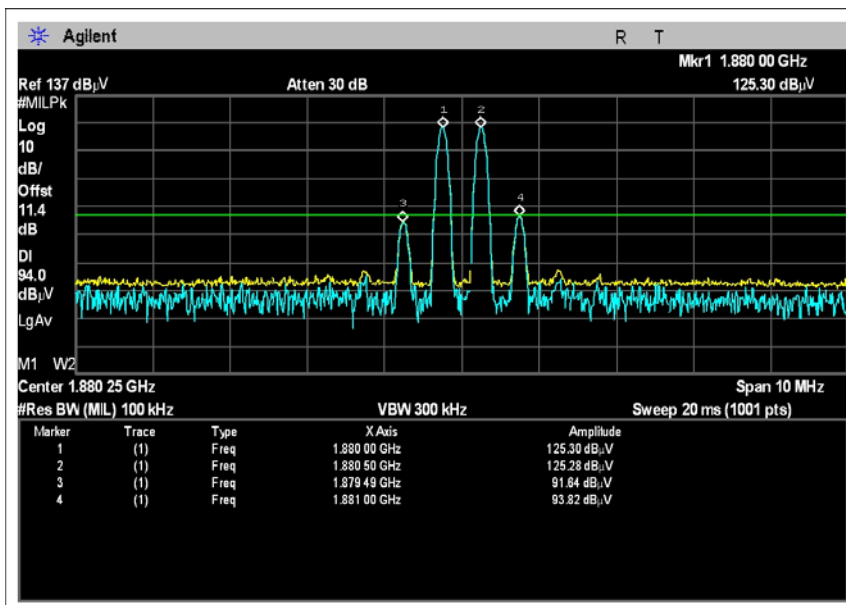 Agilent R T
Mkr1 1.880 00 GHz
Ref 137 dBµV Atten 30 dB 125.30 dBµV
#MILPk
Log
10
dB/
Offst
11.4
dB
DI
94.0
dBµV
LgAv
M1 W2
1 2
3 4
Center 1.880 25 GHz Span 10 MHz
#Res BW (MIL) 100 kHz VBW 300 kHz Sweep 20 ms (1001 pts)
Marker Trace Type X Axis Amplitude
1 (1) Freq 1.880 00 GHz 125.30 dBµV
2 (1) Freq 1.880 50 GHz 125.28 dBµV
3 (1) Freq 1.879 49 GHz 91.64 dBµV
4 (1) Freq 1.881 00 GHz 93.82 dBµV